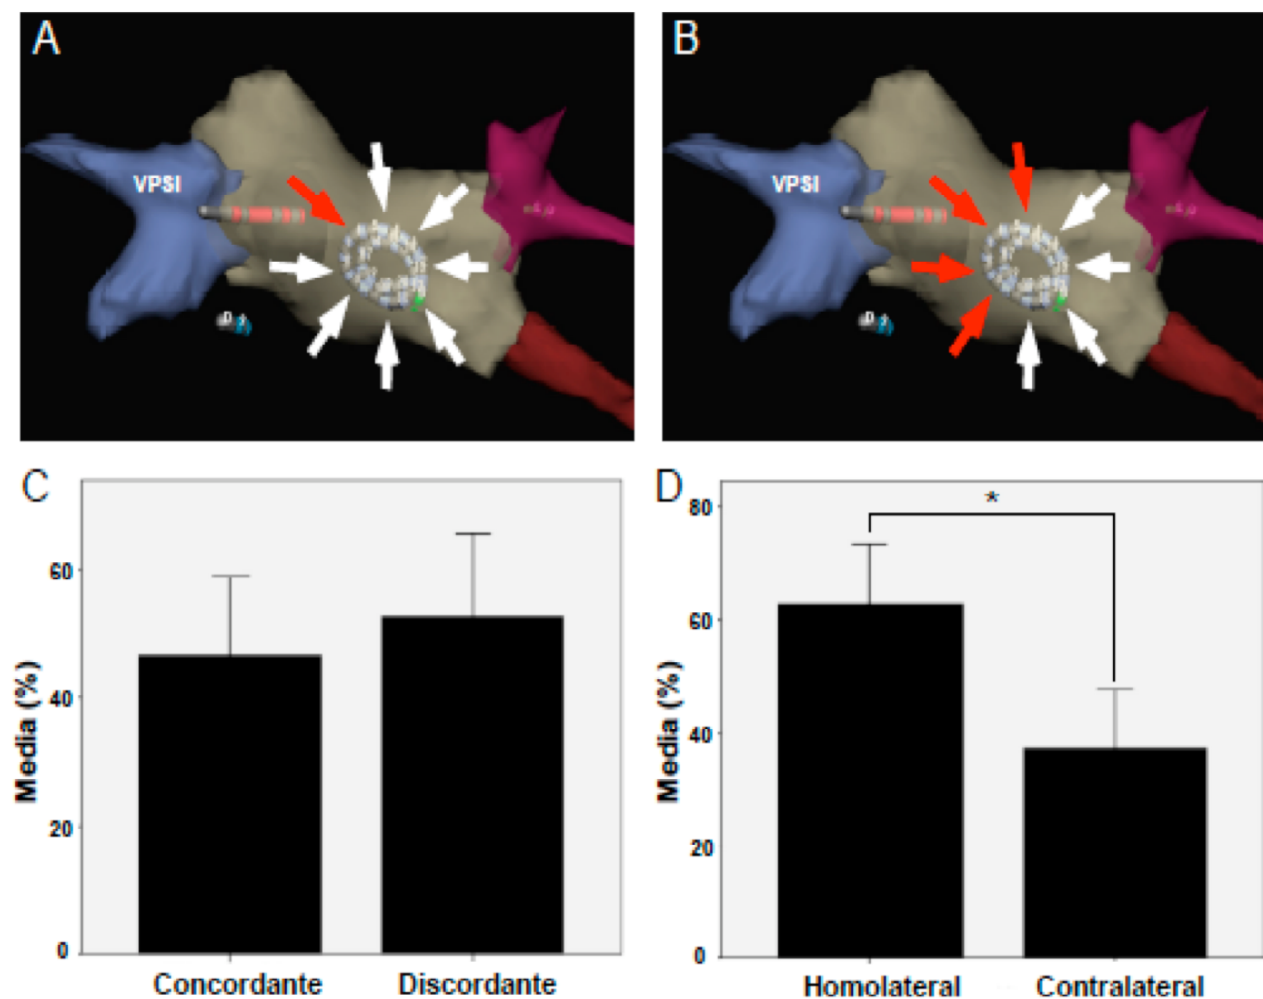 A
VPSI
B
VPSI
C
Media (%)
60
40
20
0
Concordante
Discordante
D
*
Media (%)
80
60
40
20
0
Homolateral
Contralateral